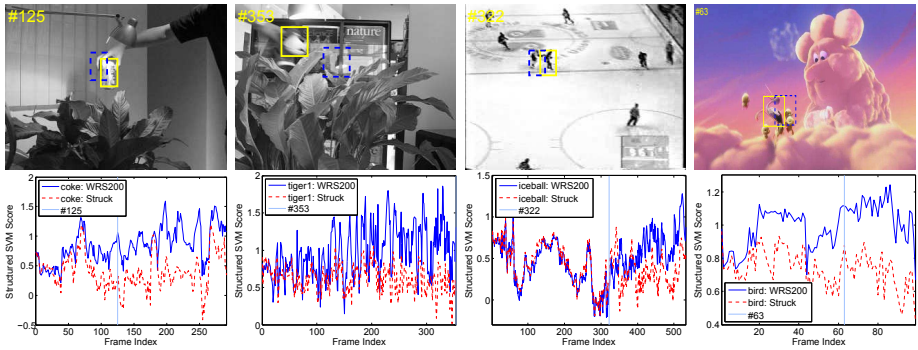 #125
#353
nature
#322
#63
Structured SVM Score
2
1.5
1
0.5
0
−0.5
coke: WRS200
coke: Struck
#125
0 50 100 150 200 250
Frame Index
Structured SVM Score
2
1.5
1
0.5
0
tiger1: WRS200
tiger1: Struck
#353
0 100 200 300
Frame Index
Structured SVM Score
1.5
1
0.5
0
iceball: WRS200
iceball: Struck
#322
0 100 200 300 400 500
Frame Index
Structured SVM Score
1.2
1
0.8
0.6
0.4
bird: WRS200
bird: Struck
#63
0 20 40 60 80
Frame Index